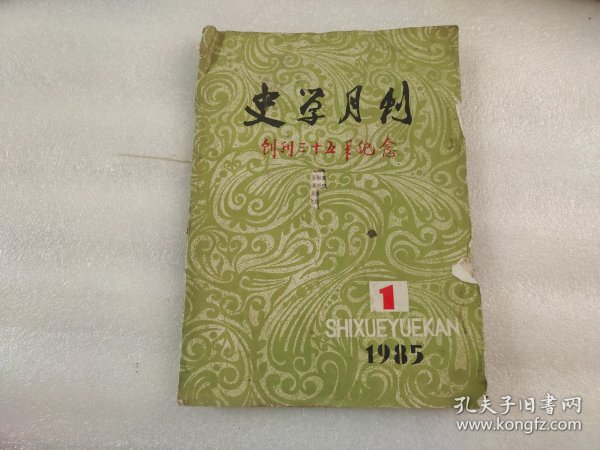 史学月刊
创刊三十五年纪念
1
SHIXUEYUEKAN
1985
孔夫子旧书网
www.kongfz.com